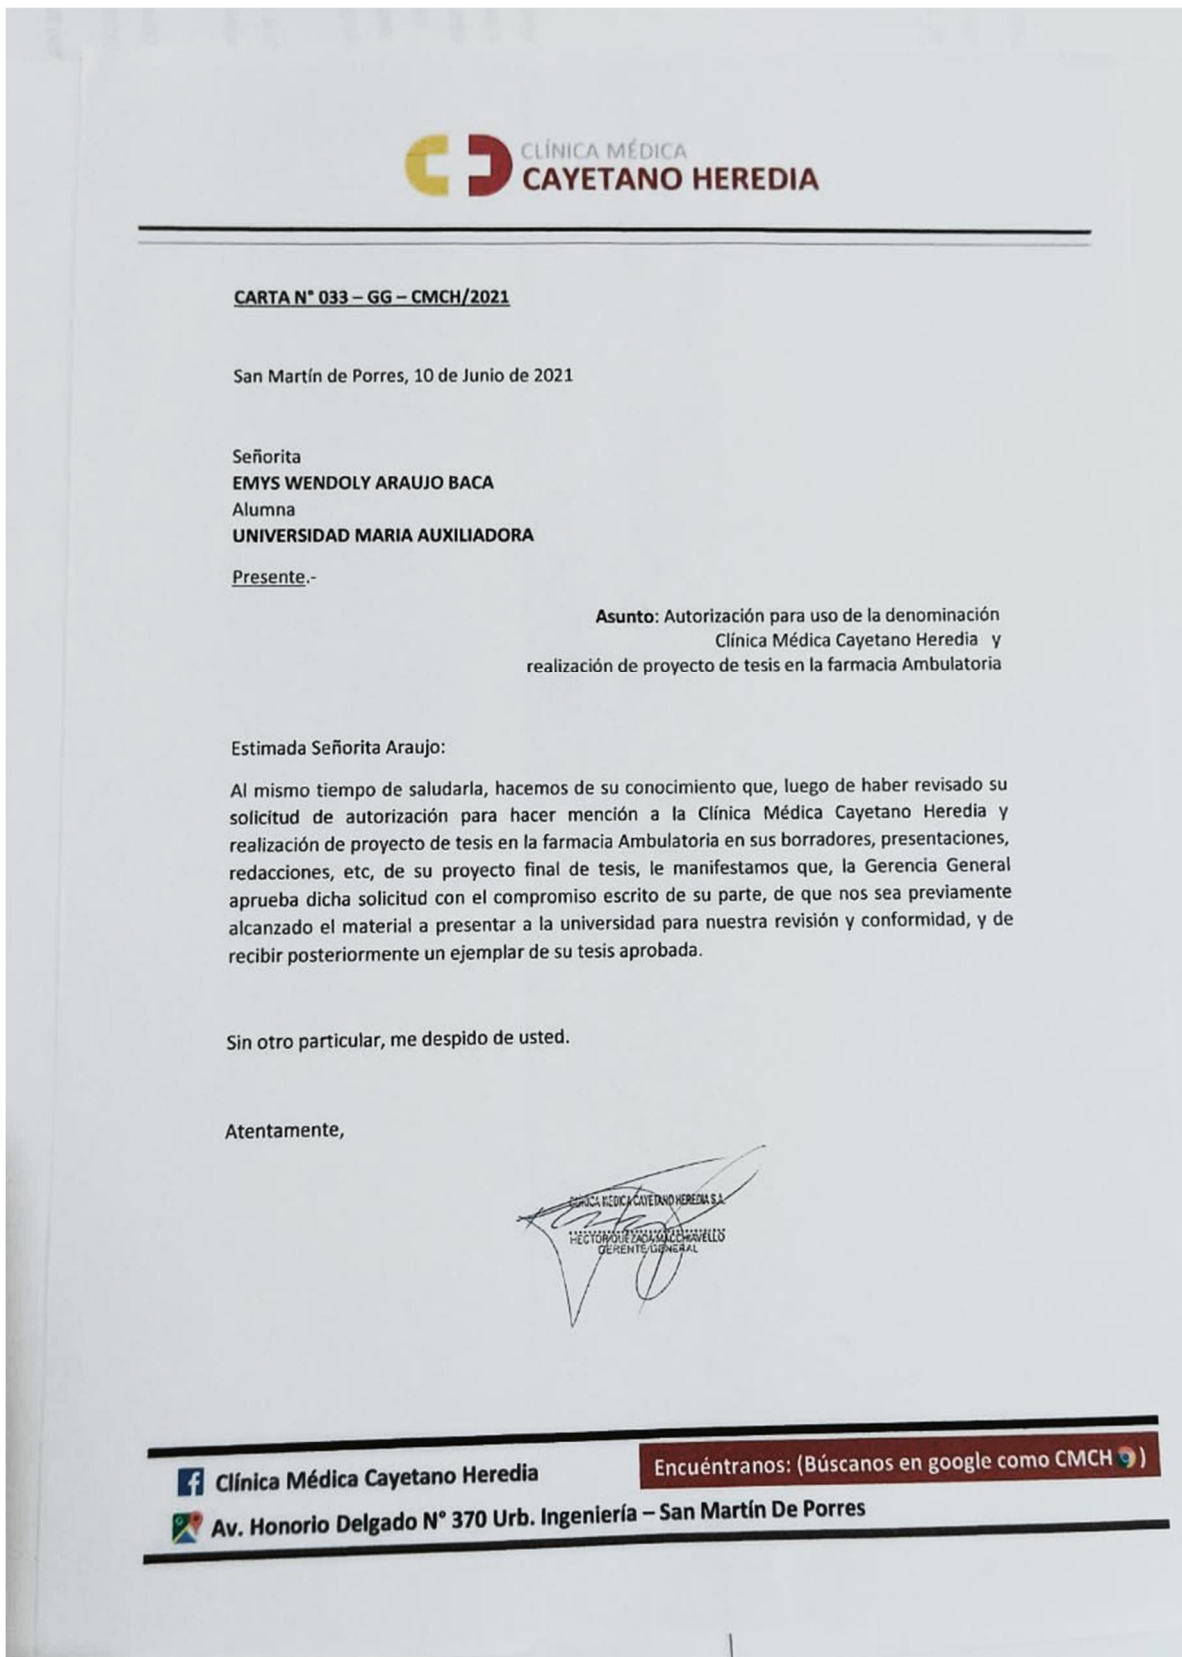 CLÍNICA MÉDICA
CAYETANO HEREDIA
CARTA N° 033 – GG – CMCH/2021
San Martín de Porres, 10 de Junio de 2021
Señorita
EMYS WENDOLY ARAUJO BACA
Alumna
UNIVERSIDAD MARIA AUXILIADORA
Presente.-
Asunto: Autorización para uso de la denominación
Clínica Médica Cayetano Heredia y
realización de proyecto de tesis en la farmacia Ambulatoria
Estimada Señorita Araujo:
Al mismo tiempo de saludarla, hacemos de su conocimiento que, luego de haber revisado su
solicitud de autorización para hacer mención a la Clínica Médica Cayetano Heredia y
realización de proyecto de tesis en la farmacia Ambulatoria en sus borradores, presentaciones,
redacciones, etc, de su proyecto final de tesis, le manifestamos que, la Gerencia General
aprueba dicha solicitud con el compromiso escrito de su parte, de que nos sea previamente
alcanzado el material a presentar a la universidad para nuestra revisión y conformidad, y de
recibir posteriormente un ejemplar de su tesis aprobada.
Sin otro particular, me despido de usted.
Atentamente,
CLINICA MEDICA CAYETANO HEREDIA S.A.
HECTOR QUEZADA MACCHIAVELLO
GERENTE GENERAL
Clínica Médica Cayetano Heredia
Encuéntranos: (Búscanos en google como CMCH )
Av. Honorio Delgado N° 370 Urb. Ingeniería – San Martín De Porres